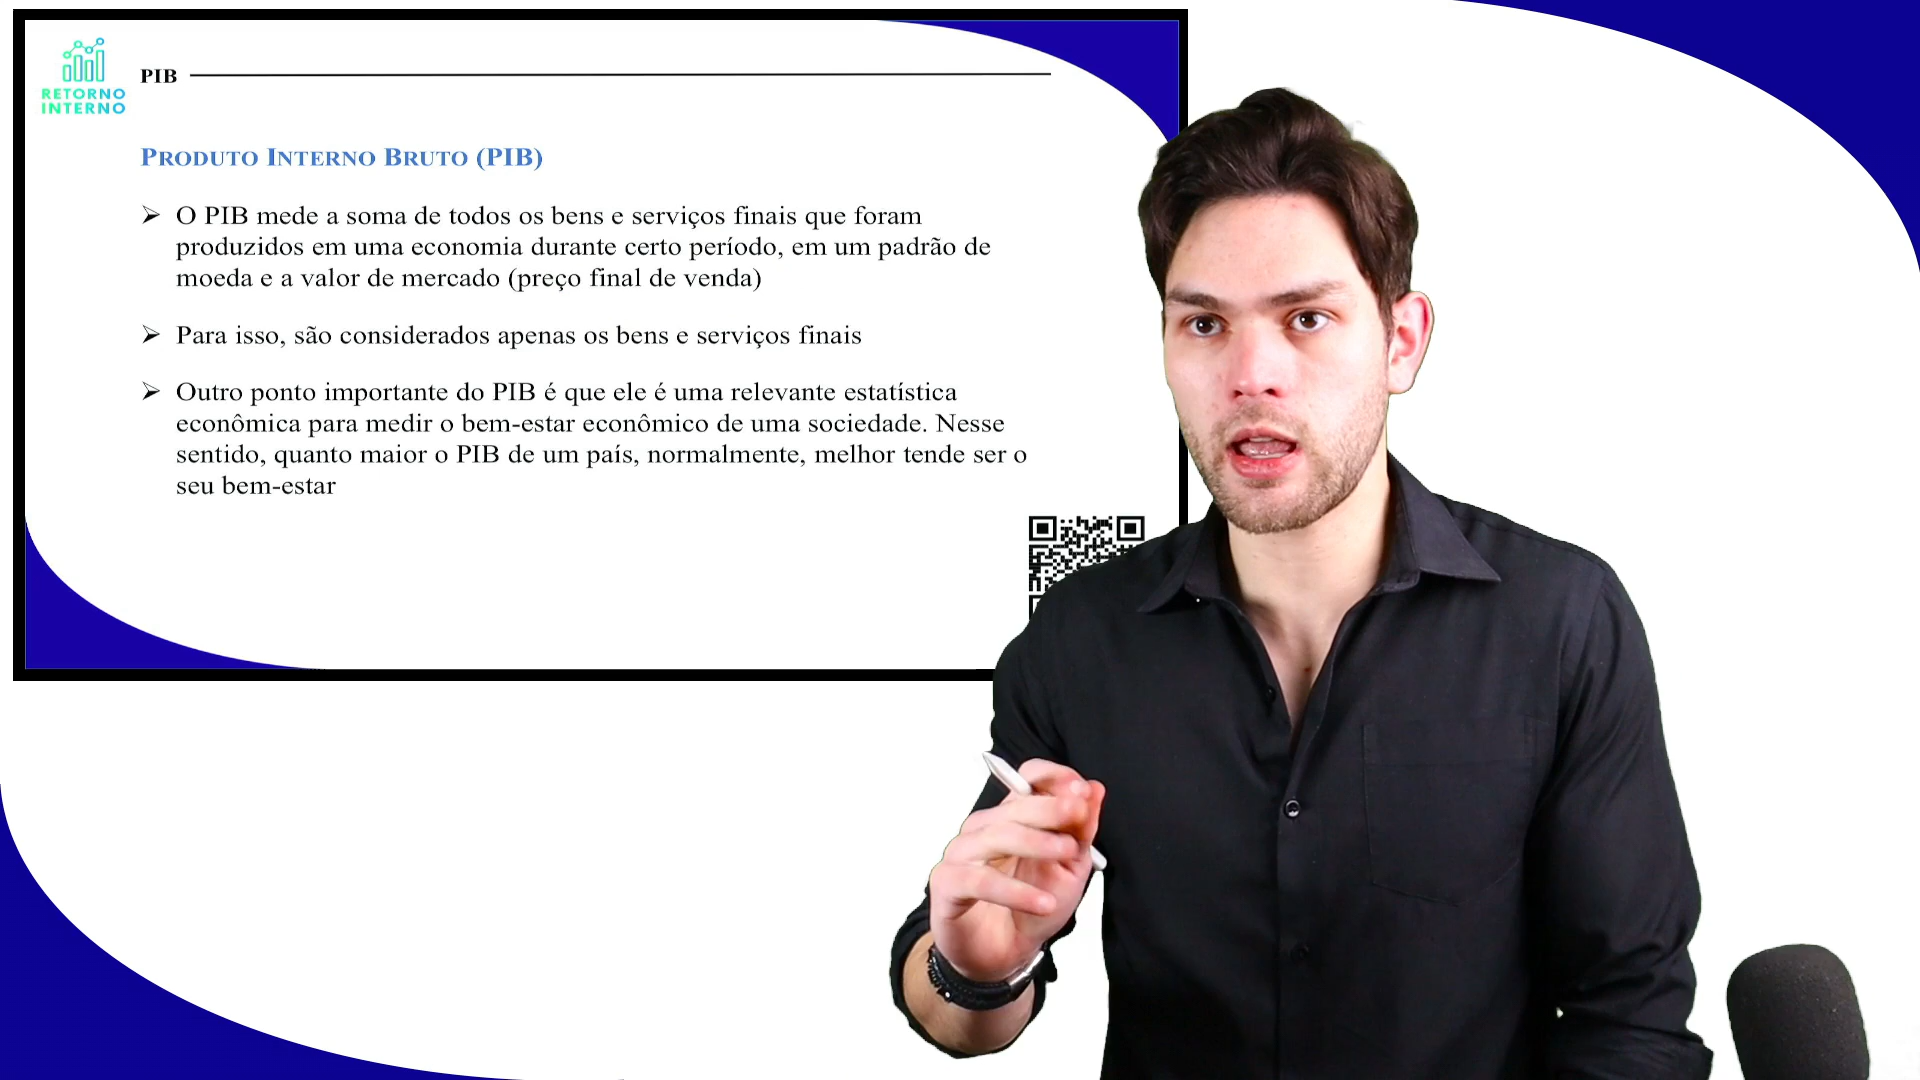 RETORNO
INTERNO
PIB
PRODUTO INTERNO BRUTO (PIB)
O PIB mede a soma de todos os bens e serviços finais que foram
produzidos em uma economia durante certo período, em um padrão de
moeda e a valor de mercado (preço final de venda)
Para isso, são considerados apenas os bens e serviços finais
Outro ponto importante do PIB é que ele é uma relevante estatística
econômica para medir o bem-estar econômico de uma sociedade. Nesse
sentido, quanto maior o PIB de um país, normalmente, melhor tende ser o
seu bem-estar